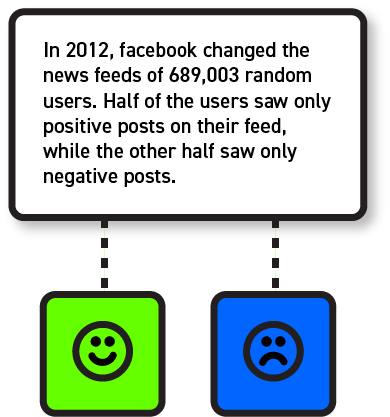 In 2012, facebook changed the
news feeds of 689,003 random
users. Half of the users saw only
positive posts on their feed,
while the other half saw only
negative posts.